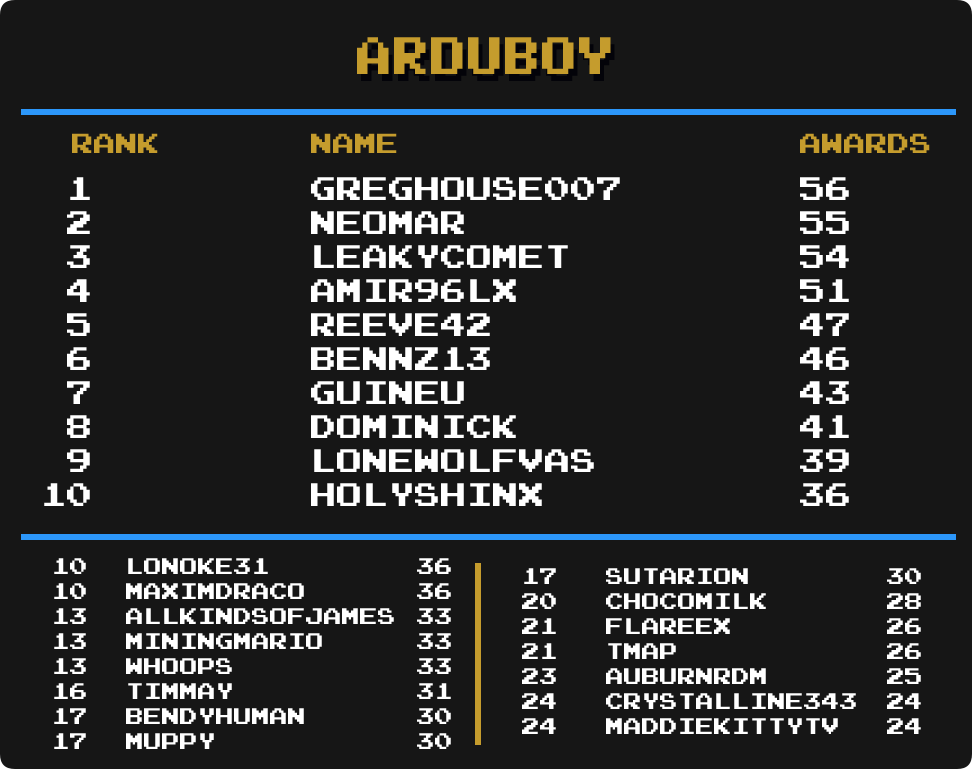 ARDUBOY
RANK NAME AWARDS
1 GREGHOUSE007 56
2 NEOMAR 55
3 LEAKYCOMET 54
4 AMIR96LX 51
5 REEVE42 47
6 BENNZ13 46
7 GUINEU 43
8 DOMINICK 41
9 LONEWOLFVAS 39
10 HOLYSHINX 36
10 LONOKE31 36
10 MAXIMDRACO 36
13 ALLKINDSOFJAMES 33
13 MININGMARIO 33
13 WHOOPS 33
16 TIMMAY 31
17 BENDYHUMAN 30
17 MUPPY 30
17 SUTARION 30
20 CHOCOMILK 28
21 FLAREEX 26
21 TMAP 26
23 AUBURNRDM 25
24 CRYSTALLINE343 24
24 MADDIEKITTYTV 24